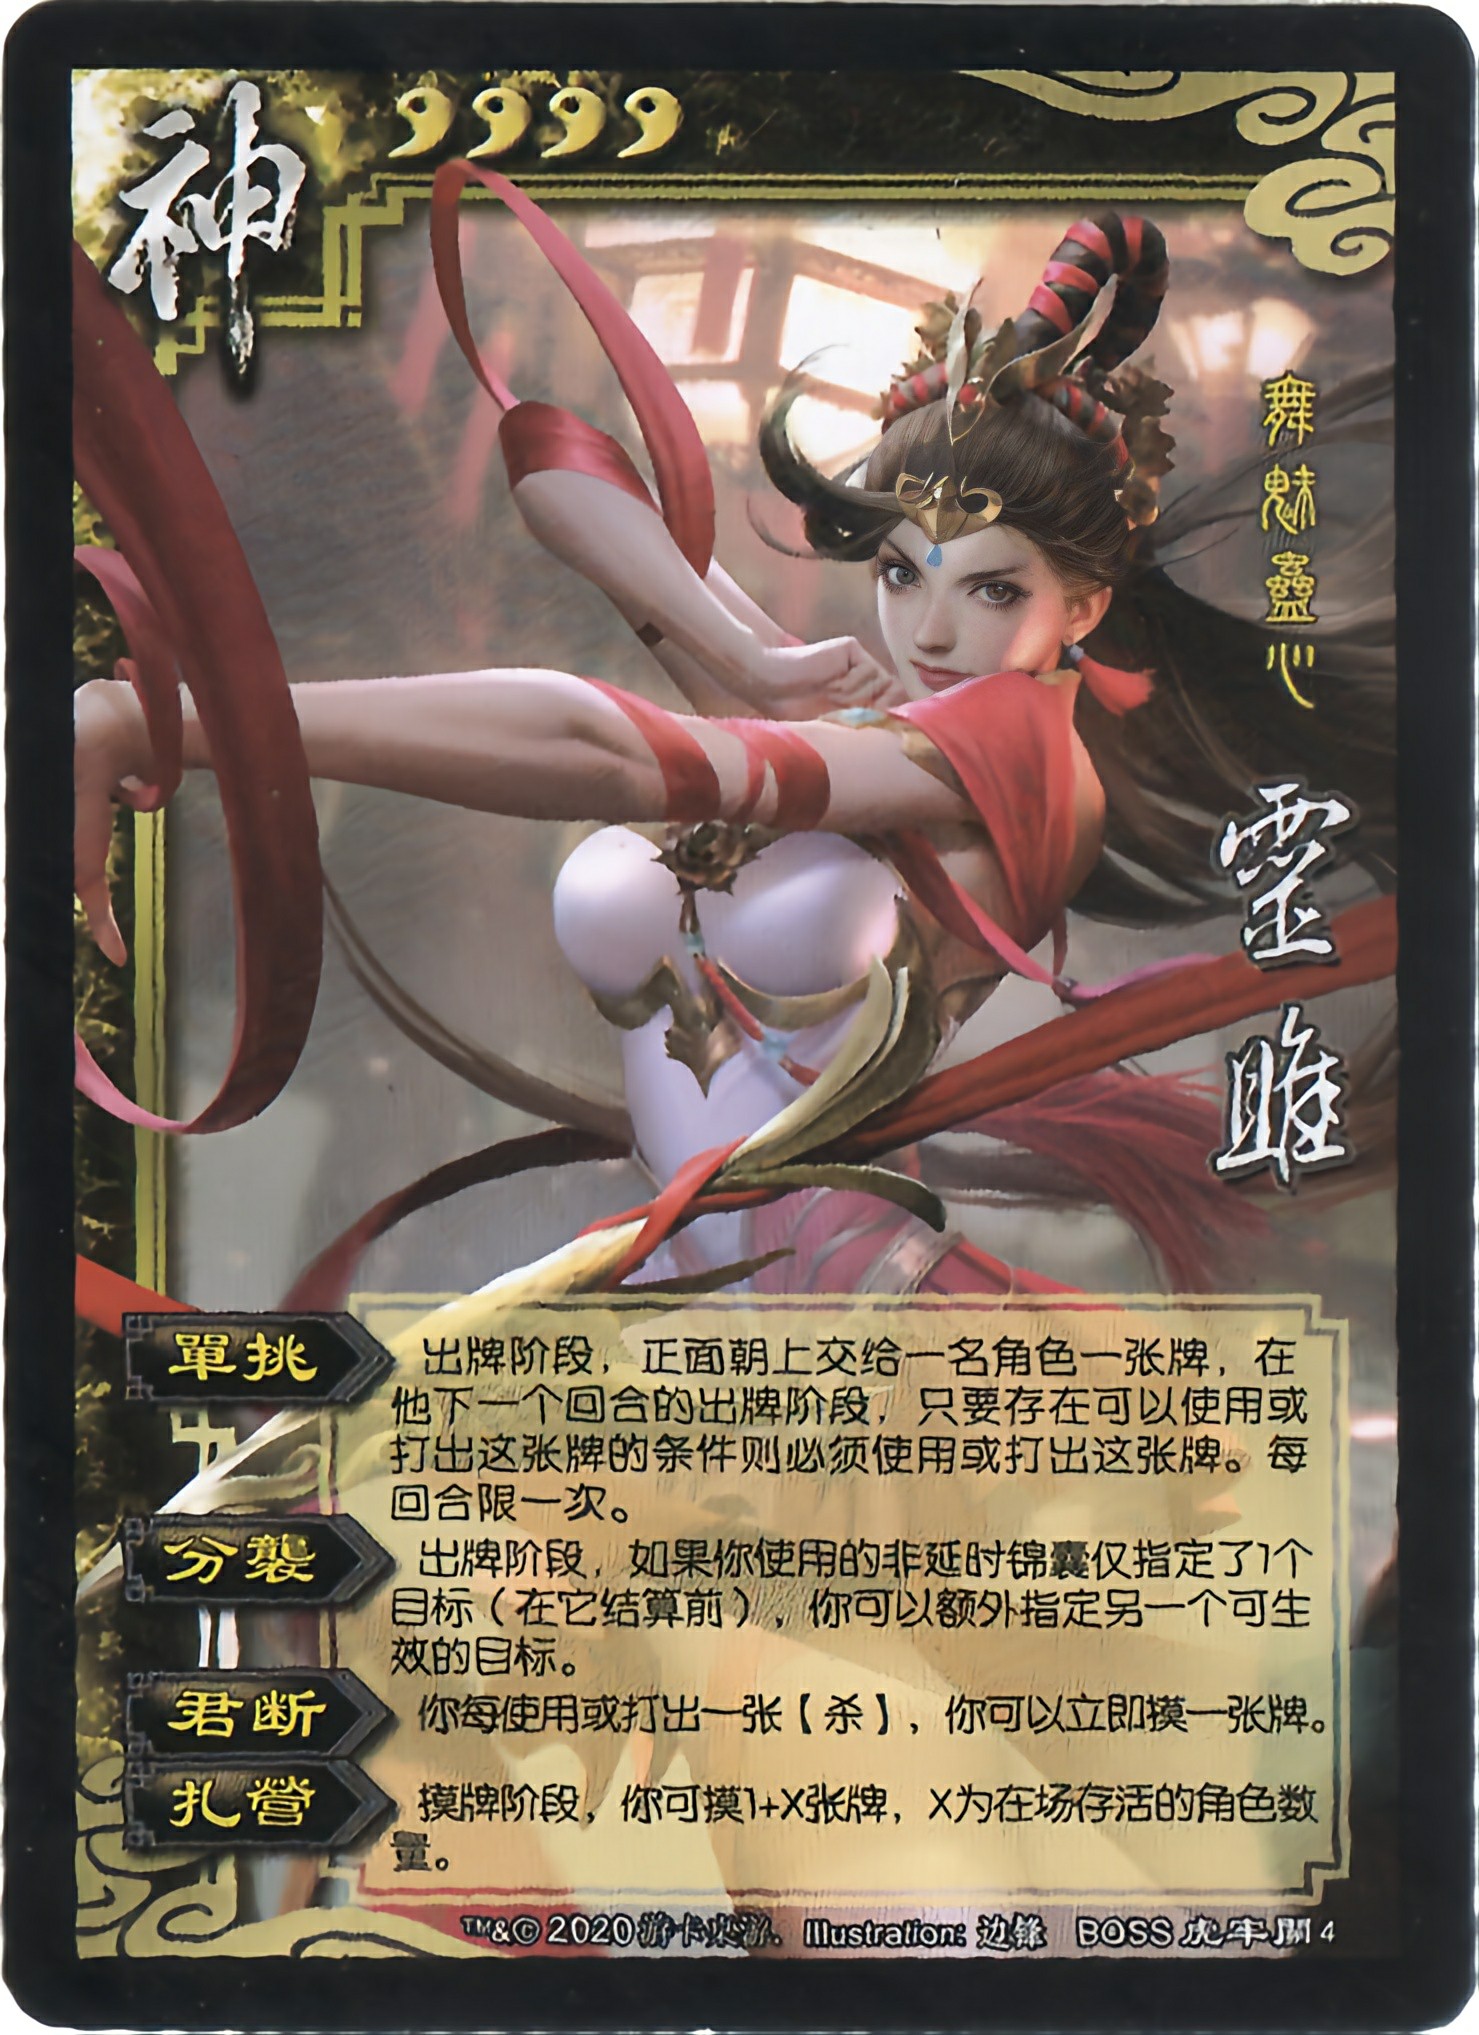 神
舞魅蠱心
靈雎
單挑
出牌阶段，正面朝上交给一名角色一张牌，在
他下一个回合的出牌阶段，只要存在可以使用或
打出这张牌的条件则必须使用或打出这张牌。每
回合限一次。
分襲
出牌阶段，如果你使用的非延时锦囊仅指定了1个
目标（在它结算前），你可以额外指定另一个可生
效的目标。
君断
你每使用或打出一张【杀】，你可以立即摸一张牌。
扎營
摸牌阶段，你可摸1+X张牌，X为在场存活的角色数
量。
™&© 2020游卡桌游. Illustration: 边锋 BOSS 虎牢關 4